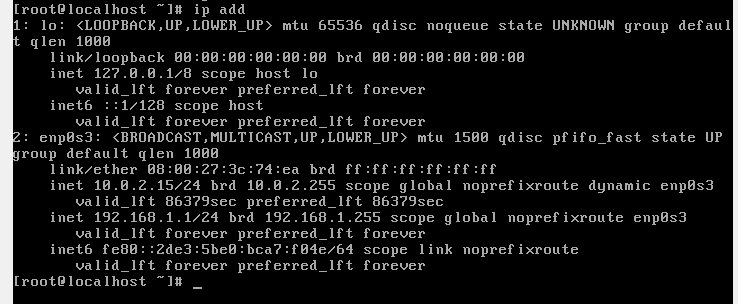 [root@localhost ~]# ip add
1: lo: <LOOPBACK,UP,LOWER_UP> mtu 65536 qdisc noqueue state UNKNOWN group defaul
t qlen 1000
    link/loopback 00:00:00:00:00:00 brd 00:00:00:00:00:00
    inet 127.0.0.1/8 scope host lo
       valid_lft forever preferred_lft forever
    inet6 ::1/128 scope host
       valid_lft forever preferred_lft forever
2: enp0s3: <BROADCAST,MULTICAST,UP,LOWER_UP> mtu 1500 qdisc pfifo_fast state UP
group default qlen 1000
    link/ether 08:00:27:3c:74:ea brd ff:ff:ff:ff:ff:ff
    inet 10.0.2.15/24 brd 10.0.2.255 scope global noprefixroute dynamic enp0s3
       valid_lft 86379sec preferred_lft 86379sec
    inet 192.168.1.1/24 brd 192.168.1.255 scope global noprefixroute enp0s3
       valid_lft forever preferred_lft forever
    inet6 fe80::2de3:5be0:bca7:f04e/64 scope link noprefixroute
       valid_lft forever preferred_lft forever
[root@localhost ~]# _